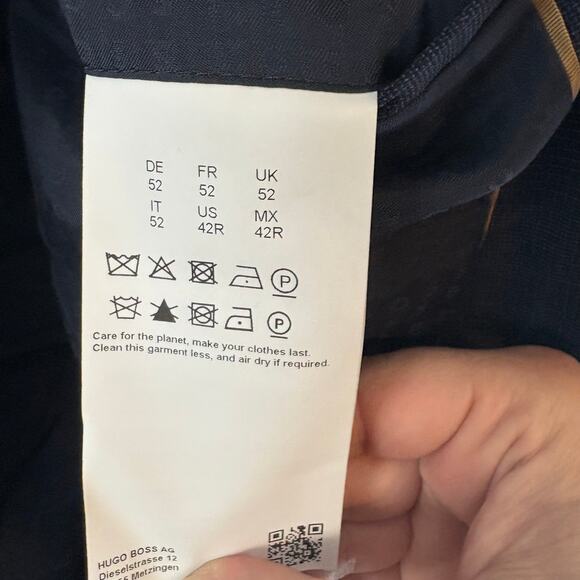 DE FR UK
52 52 52
IT US MX
52 42R 42R
P
P
Care for the planet, make your clothes last.
Clean this garment less, and air dry if required.
HUGO BOSS AG
Dieselstrasse 12
Metzingen